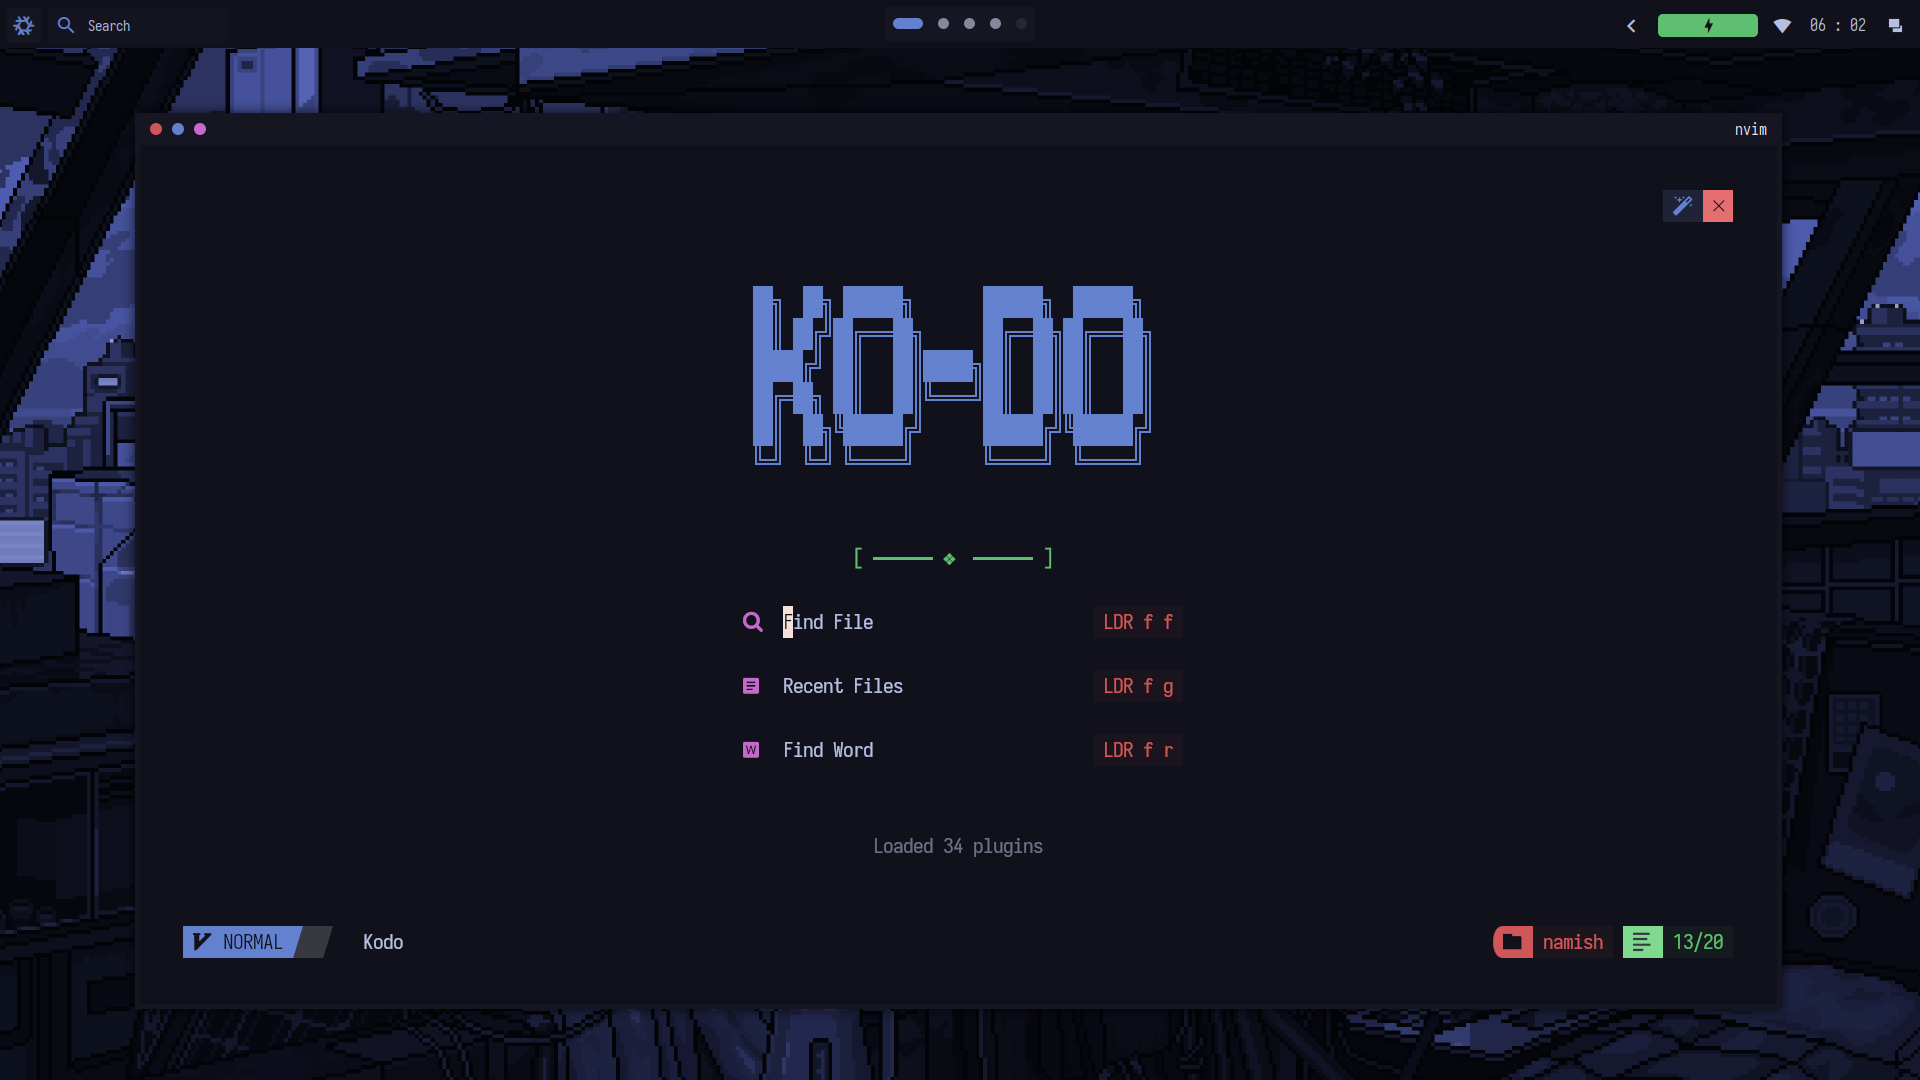 Search
06 : 02
nvim
KO-DO
[ ——— ❖ ——— ]
Find File LDR f f
Recent Files LDR f g
W Find Word LDR f r
Loaded 34 plugins
NORMAL Kodo namish 13/20